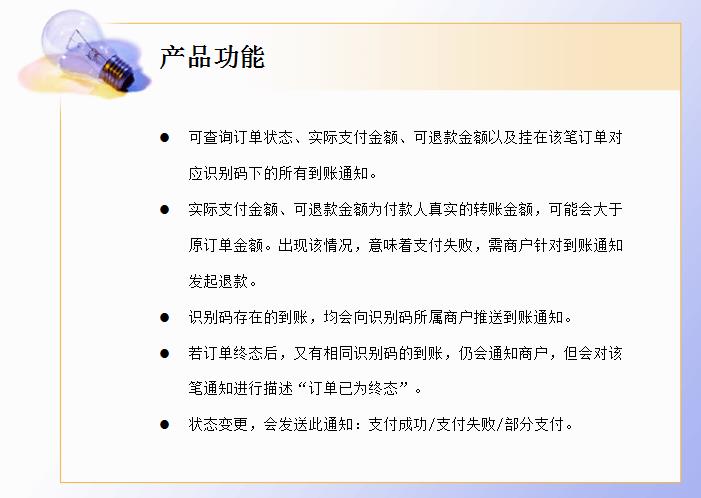 产品功能
● 可查询订单状态、实际支付金额、可退款金额以及挂在该笔订单对
应识别码下的所有到账通知。
● 实际支付金额、可退款金额为付款人真实的转账金额，可能会大于
原订单金额。出现该情况，意味着支付失败，需商户针对到账通知
发起退款。
● 识别码存在的到账，均会向识别码所属商户推送到账通知。
● 若订单终态后，又有相同识别码的到账，仍会通知商户，但会对该
笔通知进行描述“订单已为终态”。
● 状态变更，会发送此通知：支付成功/支付失败/部分支付。